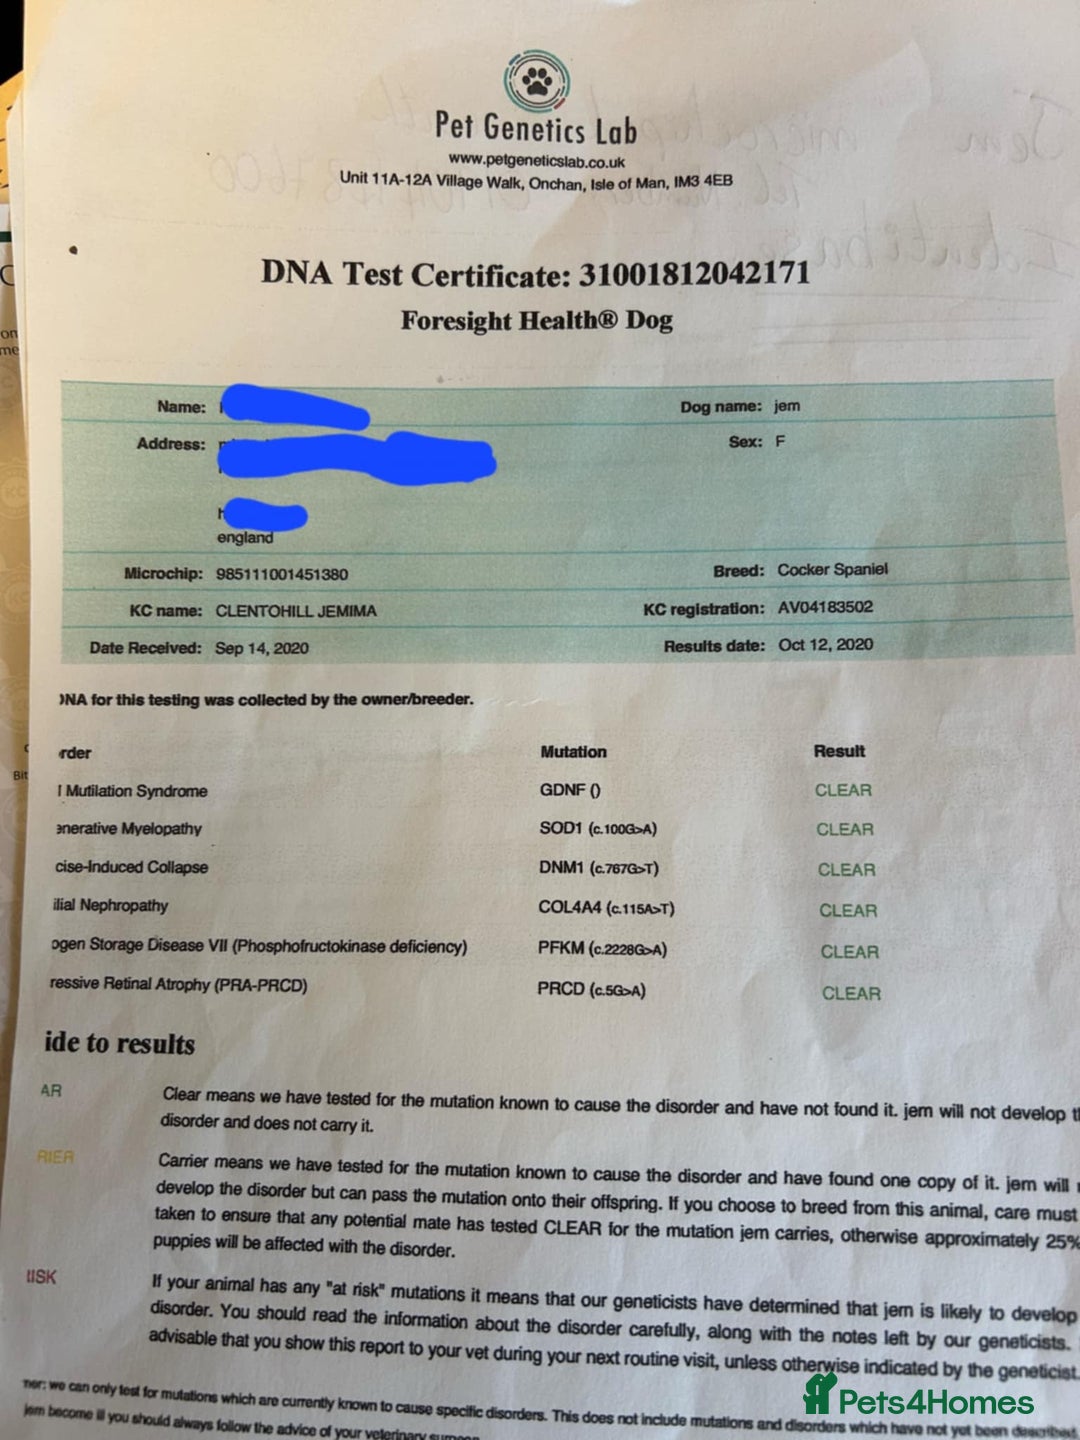 Pet Genetics Lab
www.petgeneticslab.co.uk
Unit 11A-12A Village Walk, Onchan, Isle of Man, IM3 4EB
DNA Test Certificate: 31001812042171
Foresight Health® Dog
Name:
Dog name: jem
Address:
Sex: F
england
Microchip: 985111001451380
Breed: Cocker Spaniel
KC name: CLENTOHILL JEMIMA
KC registration: AV04183502
Date Received: Sep 14, 2020
Results date: Oct 12, 2020
NA for this testing was collected by the owner/breeder.
rder Mutation Result
l Mutilation Syndrome GDNF () CLEAR
enerative Myelopathy SOD1 (c.100G>A) CLEAR
cise-Induced Collapse DNM1 (c.767G>T) CLEAR
ilial Nephropathy COL4A4 (c.115A>T) CLEAR
ogen Storage Disease VII (Phosphofructokinase deficiency) PFKM (c.2228G>A) CLEAR
ressive Retinal Atrophy (PRA-PRCD) PRCD (c.5G>A) CLEAR
ide to results
AR Clear means we have tested for the mutation known to cause the disorder and have not found it. jem will not develop
disorder and does not carry it.
RIER Carrier means we have tested for the mutation known to cause the disorder and have found one copy of it. jem will
develop the disorder but can pass the mutation onto their offspring. If you choose to breed from this animal, care must
taken to ensure that any potential mate has tested CLEAR for the mutation jem carries, otherwise approximately 25%
puppies will be affected with the disorder.
RISK If your animal has any "at risk" mutations it means that our geneticists have determined that jem is likely to develop
disorder. You should read the information about the disorder carefully, along with the notes left by our geneticists.
advisable that you show this report to your vet during your next routine visit, unless otherwise indicated by the geneticist.
mer: we can only test for mutations which are currently known to cause specific disorders. This does not include mutations and disorders which have not yet been described.
jem become ill you should always follow the advice of your veterinary surgeon
Pets4Homes